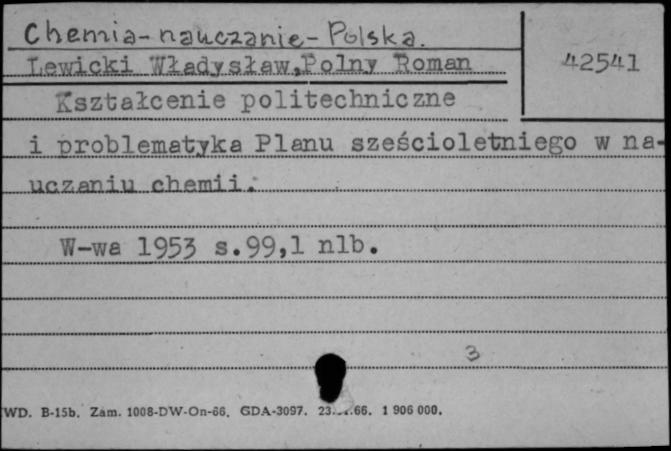 Chemia-nauczanie-Polska.
Lewicki Władysław,Polny Roman
42541
Kształcenie politechniczne
i problematyka Planu sześcioletniego w na-
uczaniu chemii.
W-wa 1953 s.99,1 nlb.
3
WD. B-15b. Zam. 1008-DW-On-66. GDA-3097. 66. 1 906 000.